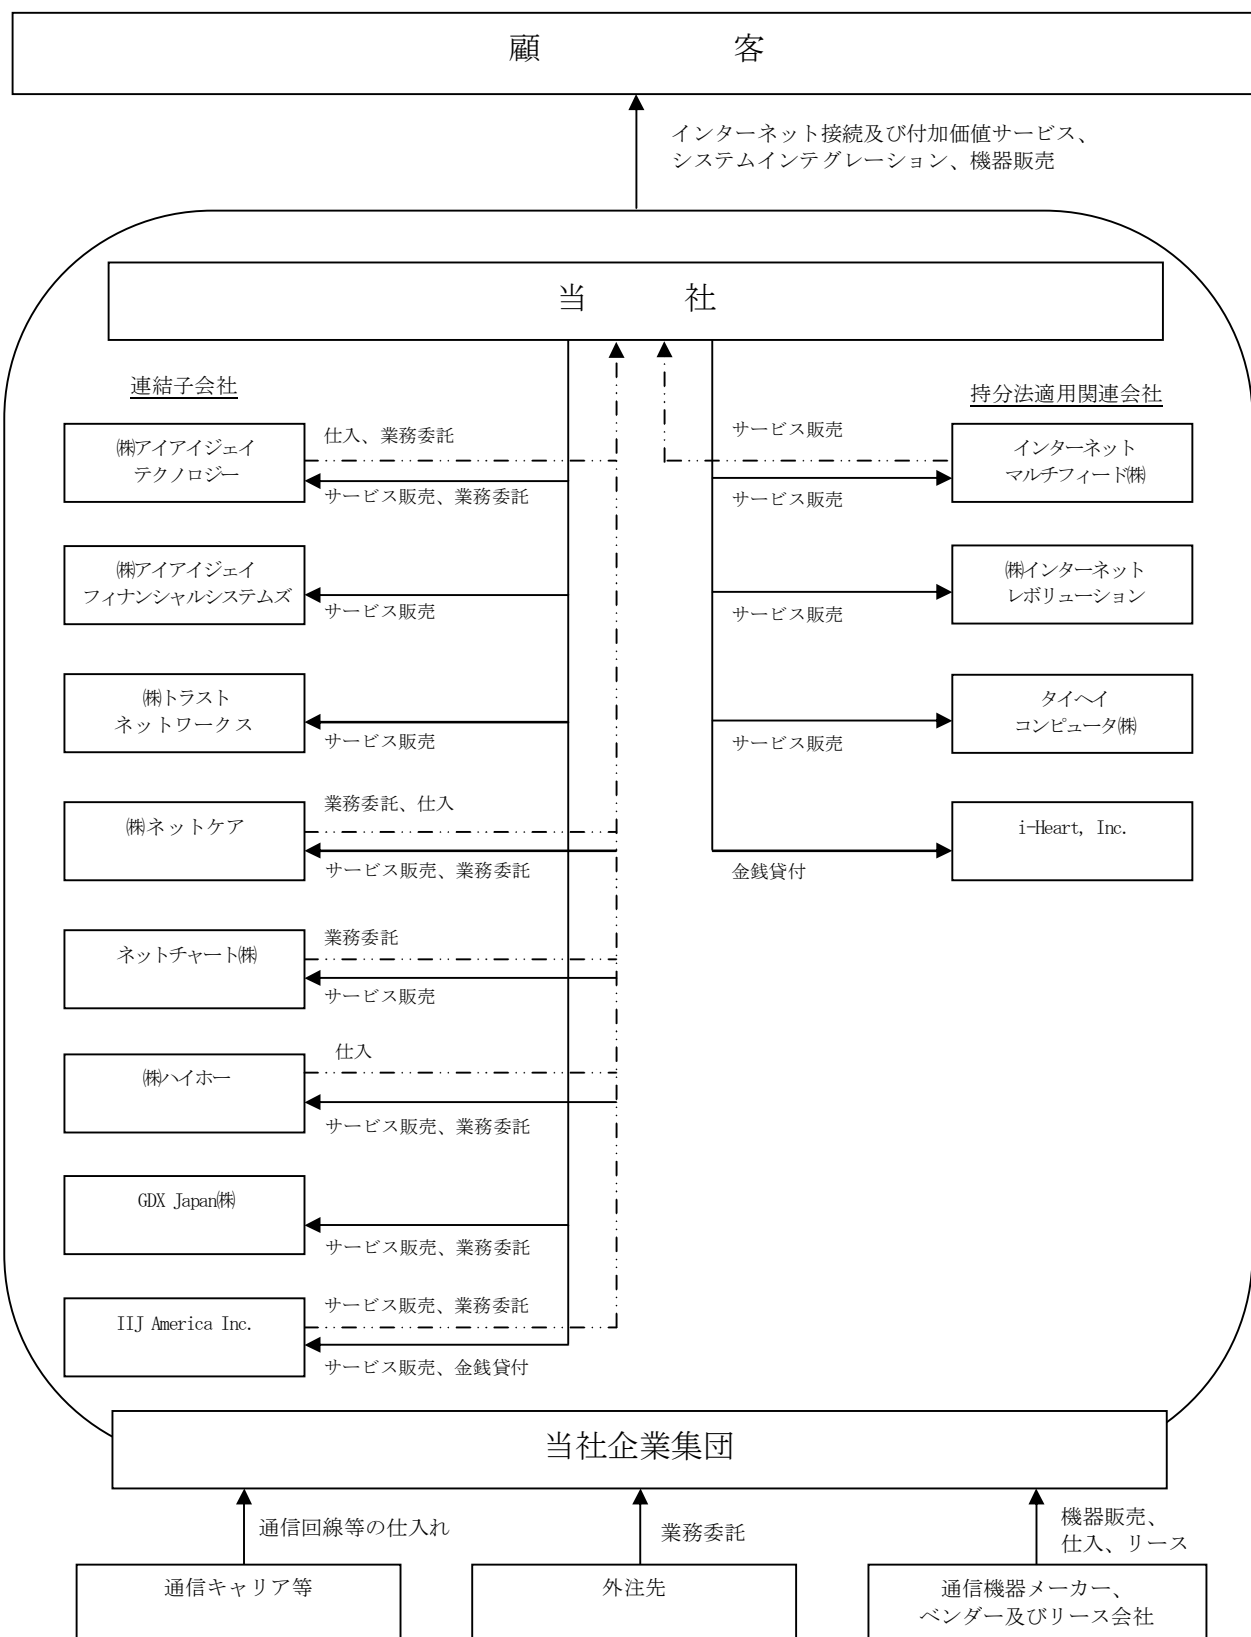 顧客
インターネット接続及び付加価値サービス、
システムインテグレーション、機器販売
当社
連結子会社
持分法適用関連会社
㈱アイアイジェイ
テクノロジー
仕入、業務委託
サービス販売、業務委託
サービス販売
サービス販売
インターネット
マルチフィード㈱
㈱アイアイジェイ
フィナンシャルシステムズ
サービス販売
サービス販売
㈱インターネット
レボリューション
㈱トラスト
ネットワークス
サービス販売
サービス販売
タイヘイ
コンピュータ㈱
㈱ネットケア
業務委託、仕入
サービス販売、業務委託
金銭貸付
i-Heart, Inc.
ネットチャート㈱
業務委託
サービス販売
㈱ハイホー
仕入
サービス販売、業務委託
GDX Japan㈱
サービス販売、業務委託
IIJ America Inc.
サービス販売、業務委託
サービス販売、金銭貸付
当社企業集団
通信回線等の仕入れ
業務委託
機器販売、
仕入、リース
通信キャリア等
外注先
通信機器メーカー、
ベンダー及びリース会社